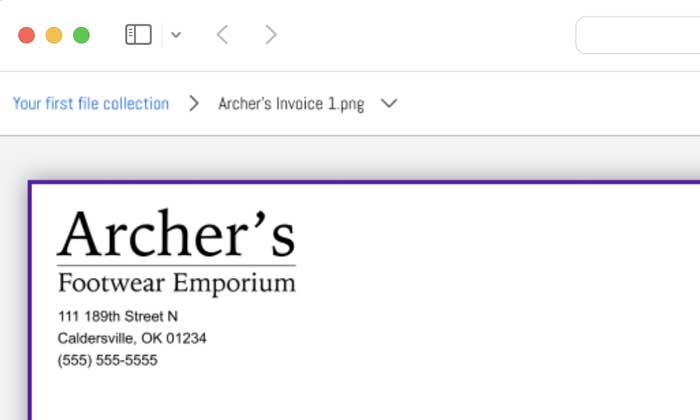 Your first file collection > Archer's Invoice 1.png
Archer’s
Footwear Emporium
111 189th Street N
Caldersville, OK 01234
(555) 555-5555